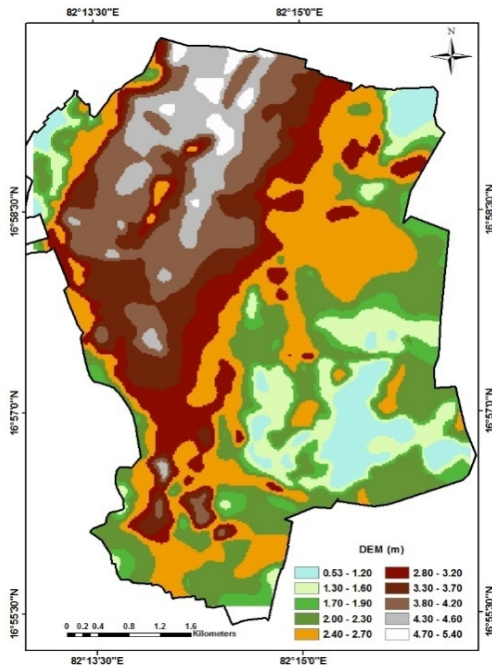 82°13'30"E 82°15'0"E
N
16°58'30"N 16°58'30"N
16°57'0"N 16°57'0"N
DEM (m)
0.53 - 1.20 2.80 - 3.20
1.30 - 1.60 3.30 - 3.70
1.70 - 1.90 3.80 - 4.20
2.00 - 2.30 4.30 - 4.60
2.40 - 2.70 4.70 - 5.40
16°55'30"N 16°55'30"N
0 0.2 0.4 0.8 1.2 1.6
Kilometers
82°13'30"E 82°15'0"E